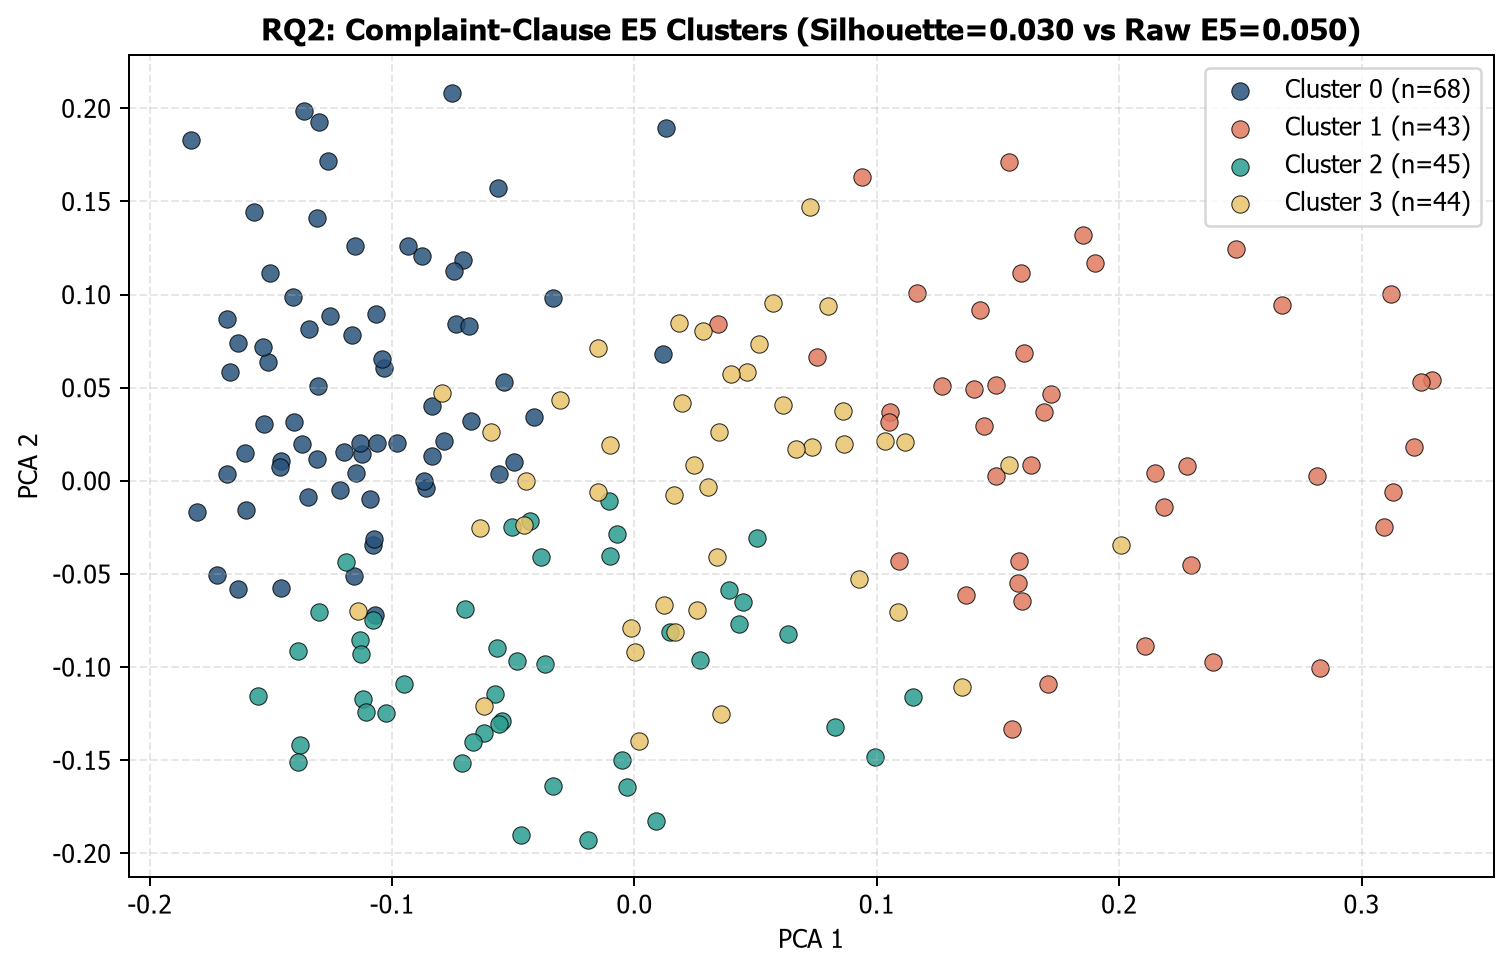 RQ2: Complaint-Clause E5 Clusters (Silhouette=0.030 vs Raw E5=0.050)
Cluster 0 (n=68)
Cluster 1 (n=43)
Cluster 2 (n=45)
Cluster 3 (n=44)
PCA 2
0.20
0.15
0.10
0.05
0.00
-0.05
-0.10
-0.15
-0.20
-0.2 -0.1 0.0 0.1 0.2 0.3
PCA 1